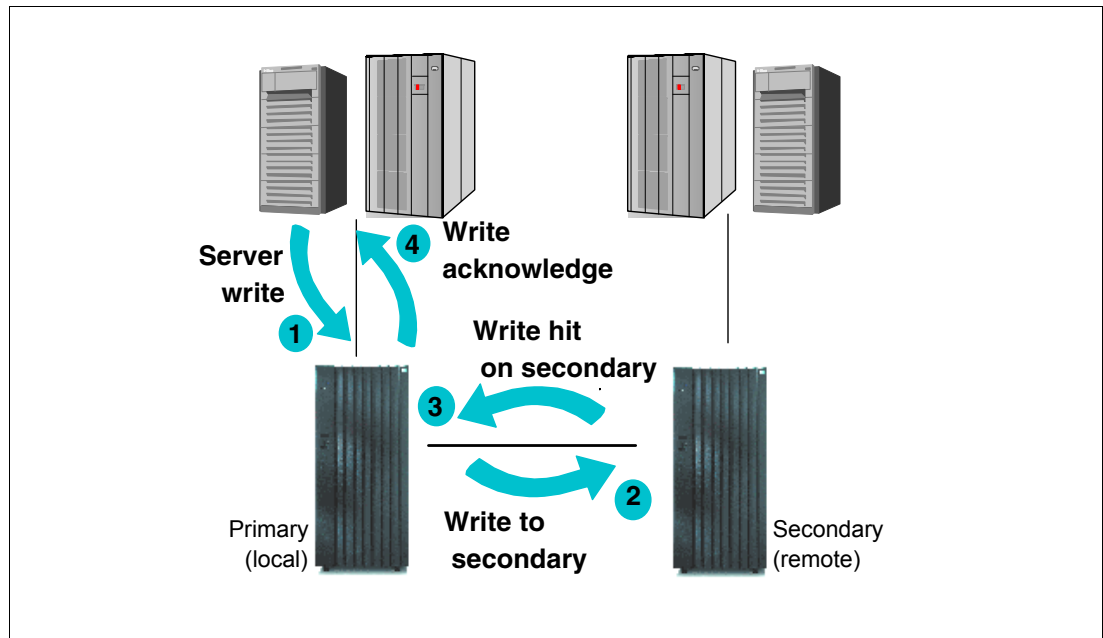 Server
write
1
4
Write
acknowledge
Write hit
on secondary
3
2
Write to
secondary
Primary
(local)
Secondary
(remote)